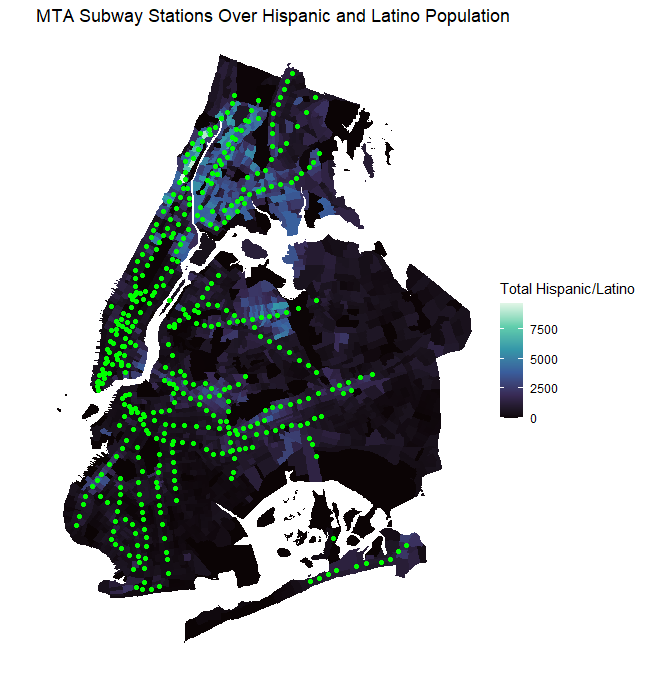 MTA Subway Stations Over Hispanic and Latino Population
Total Hispanic/Latino
7500
5000
2500
0